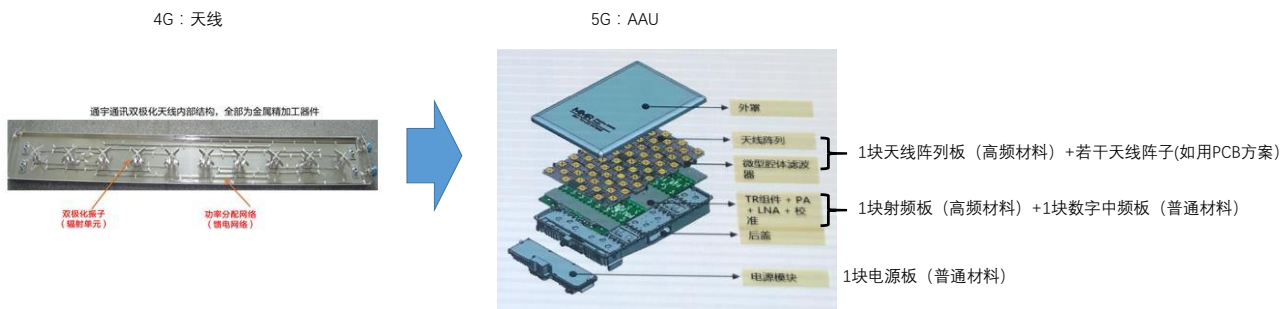 4G：天线
5G：AAU
通宇通讯双极化天线内部结构，全部为金属精加工器件
双极化振子
（辐射单元）
功率分配网络
（馈电网络）
外罩
天线阵列
微型腔体滤波
器
TR组件 + PA
+ LNA + 校
准
后盖
电源模块
1块天线阵列板（高频材料）+若干天线阵子(如用PCB方案)
1块射频板（高频材料）+1块数字中频板（普通材料）
1块电源板（普通材料）